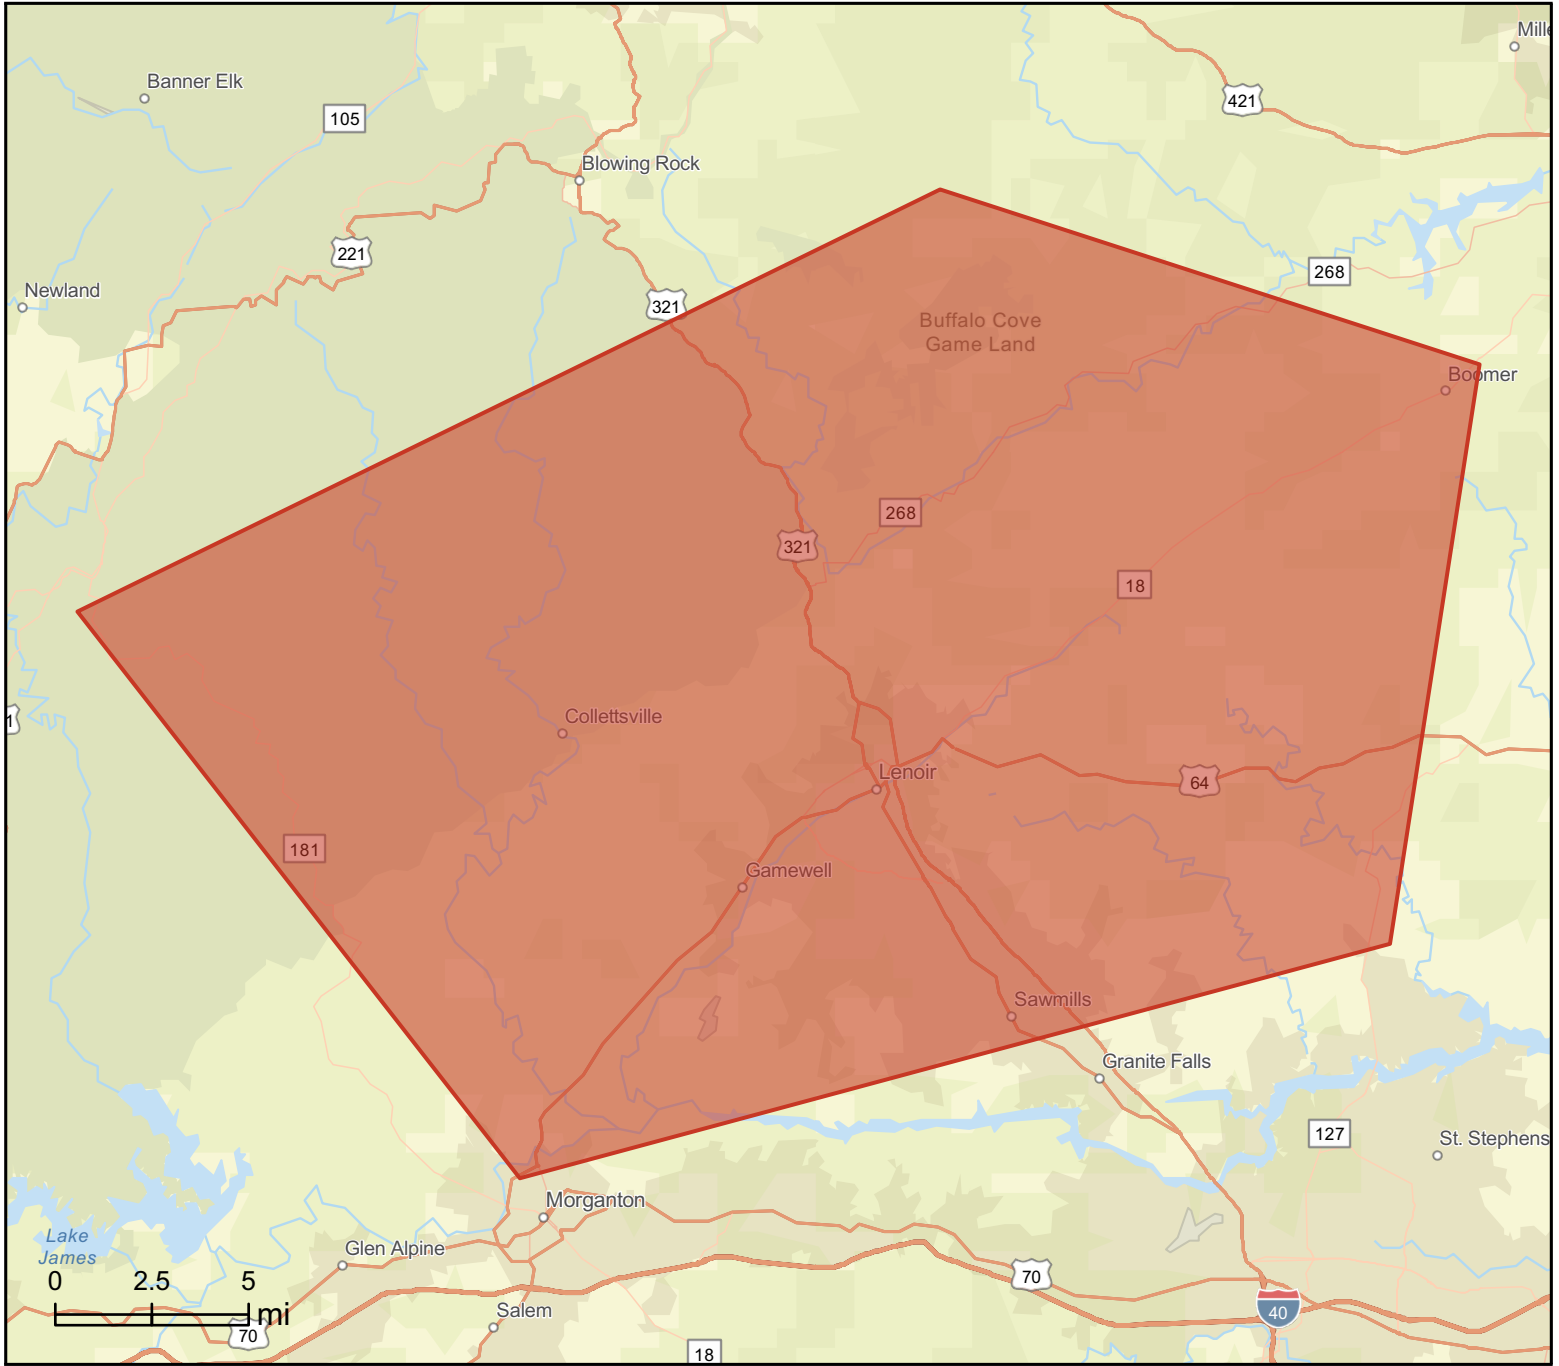 Mille
Banner Elk
421
105
Blowing Rock
221
268
Newland
321
Buffalo Cove
Game Land
Boomer
268
321
18
1
Collettsville
Lenoir
64
181
Gamewell
Sawmills
Granite Falls
127
St. Stephens
Morganton
Lake
James
Glen Alpine
0 2.5 5
mi
70
Salem
70
40
18